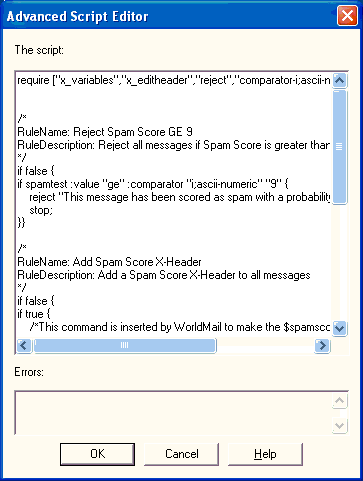 Advanced Script Editor
The script:
require ["x_variables","x_editheader","reject","comparator-i;ascii-n
/*
RuleName: Reject Spam Score GE 9
RuleDescription: Reject all messages if Spam Score is greater than
*/
if false {
if spamtest :value "ge" :comparator "i;ascii-numeric" "9" {
reject "This message has been scored as spam with a probability
stop;
}}
/*
RuleName: Add Spam Score X-Header
RuleDescription: Add a Spam Score X-Header to all messages
*/
if false {
if true {
/*This command is inserted by WorldMail to make the $spamsco
Errors:
OK
Cancel
Help